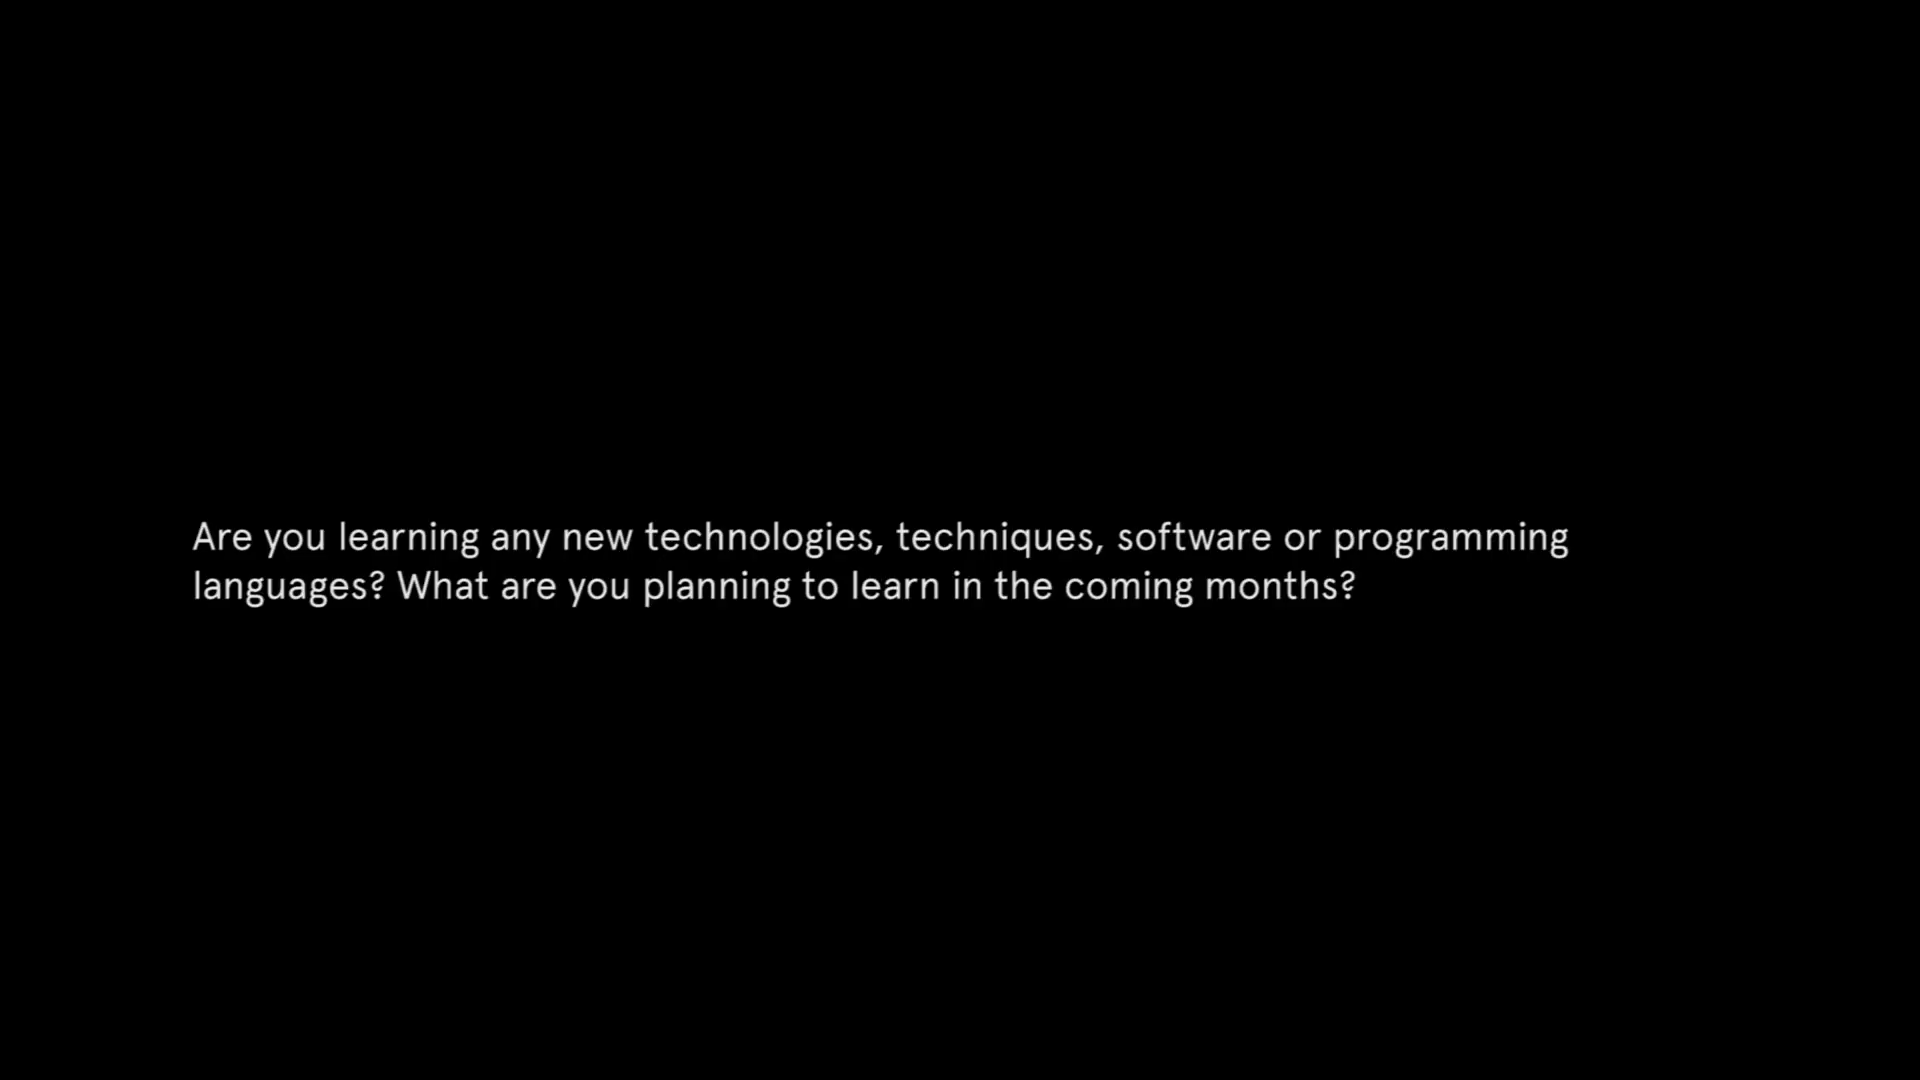 Are you learning any new technologies, techniques, software or programming
languages? What are you planning to learn in the coming months?